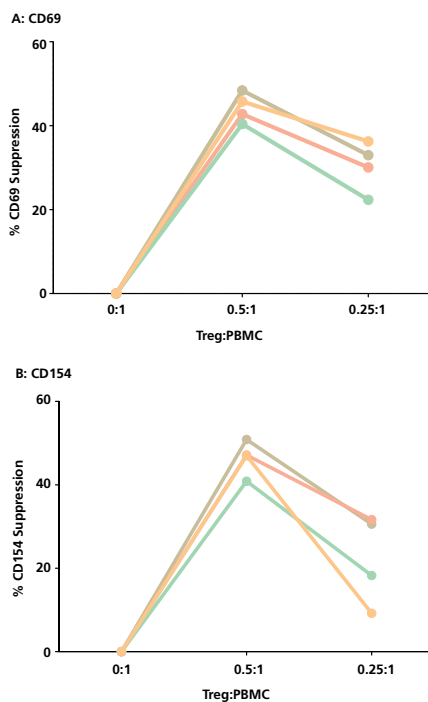 A: CD69
60
40
20
0
% CD69 Suppression
0:1 0.5:1 0.25:1
Treg:PBMC
B: CD154
60
40
20
0
% CD154 Suppression
0:1 0.5:1 0.25:1
Treg:PBMC